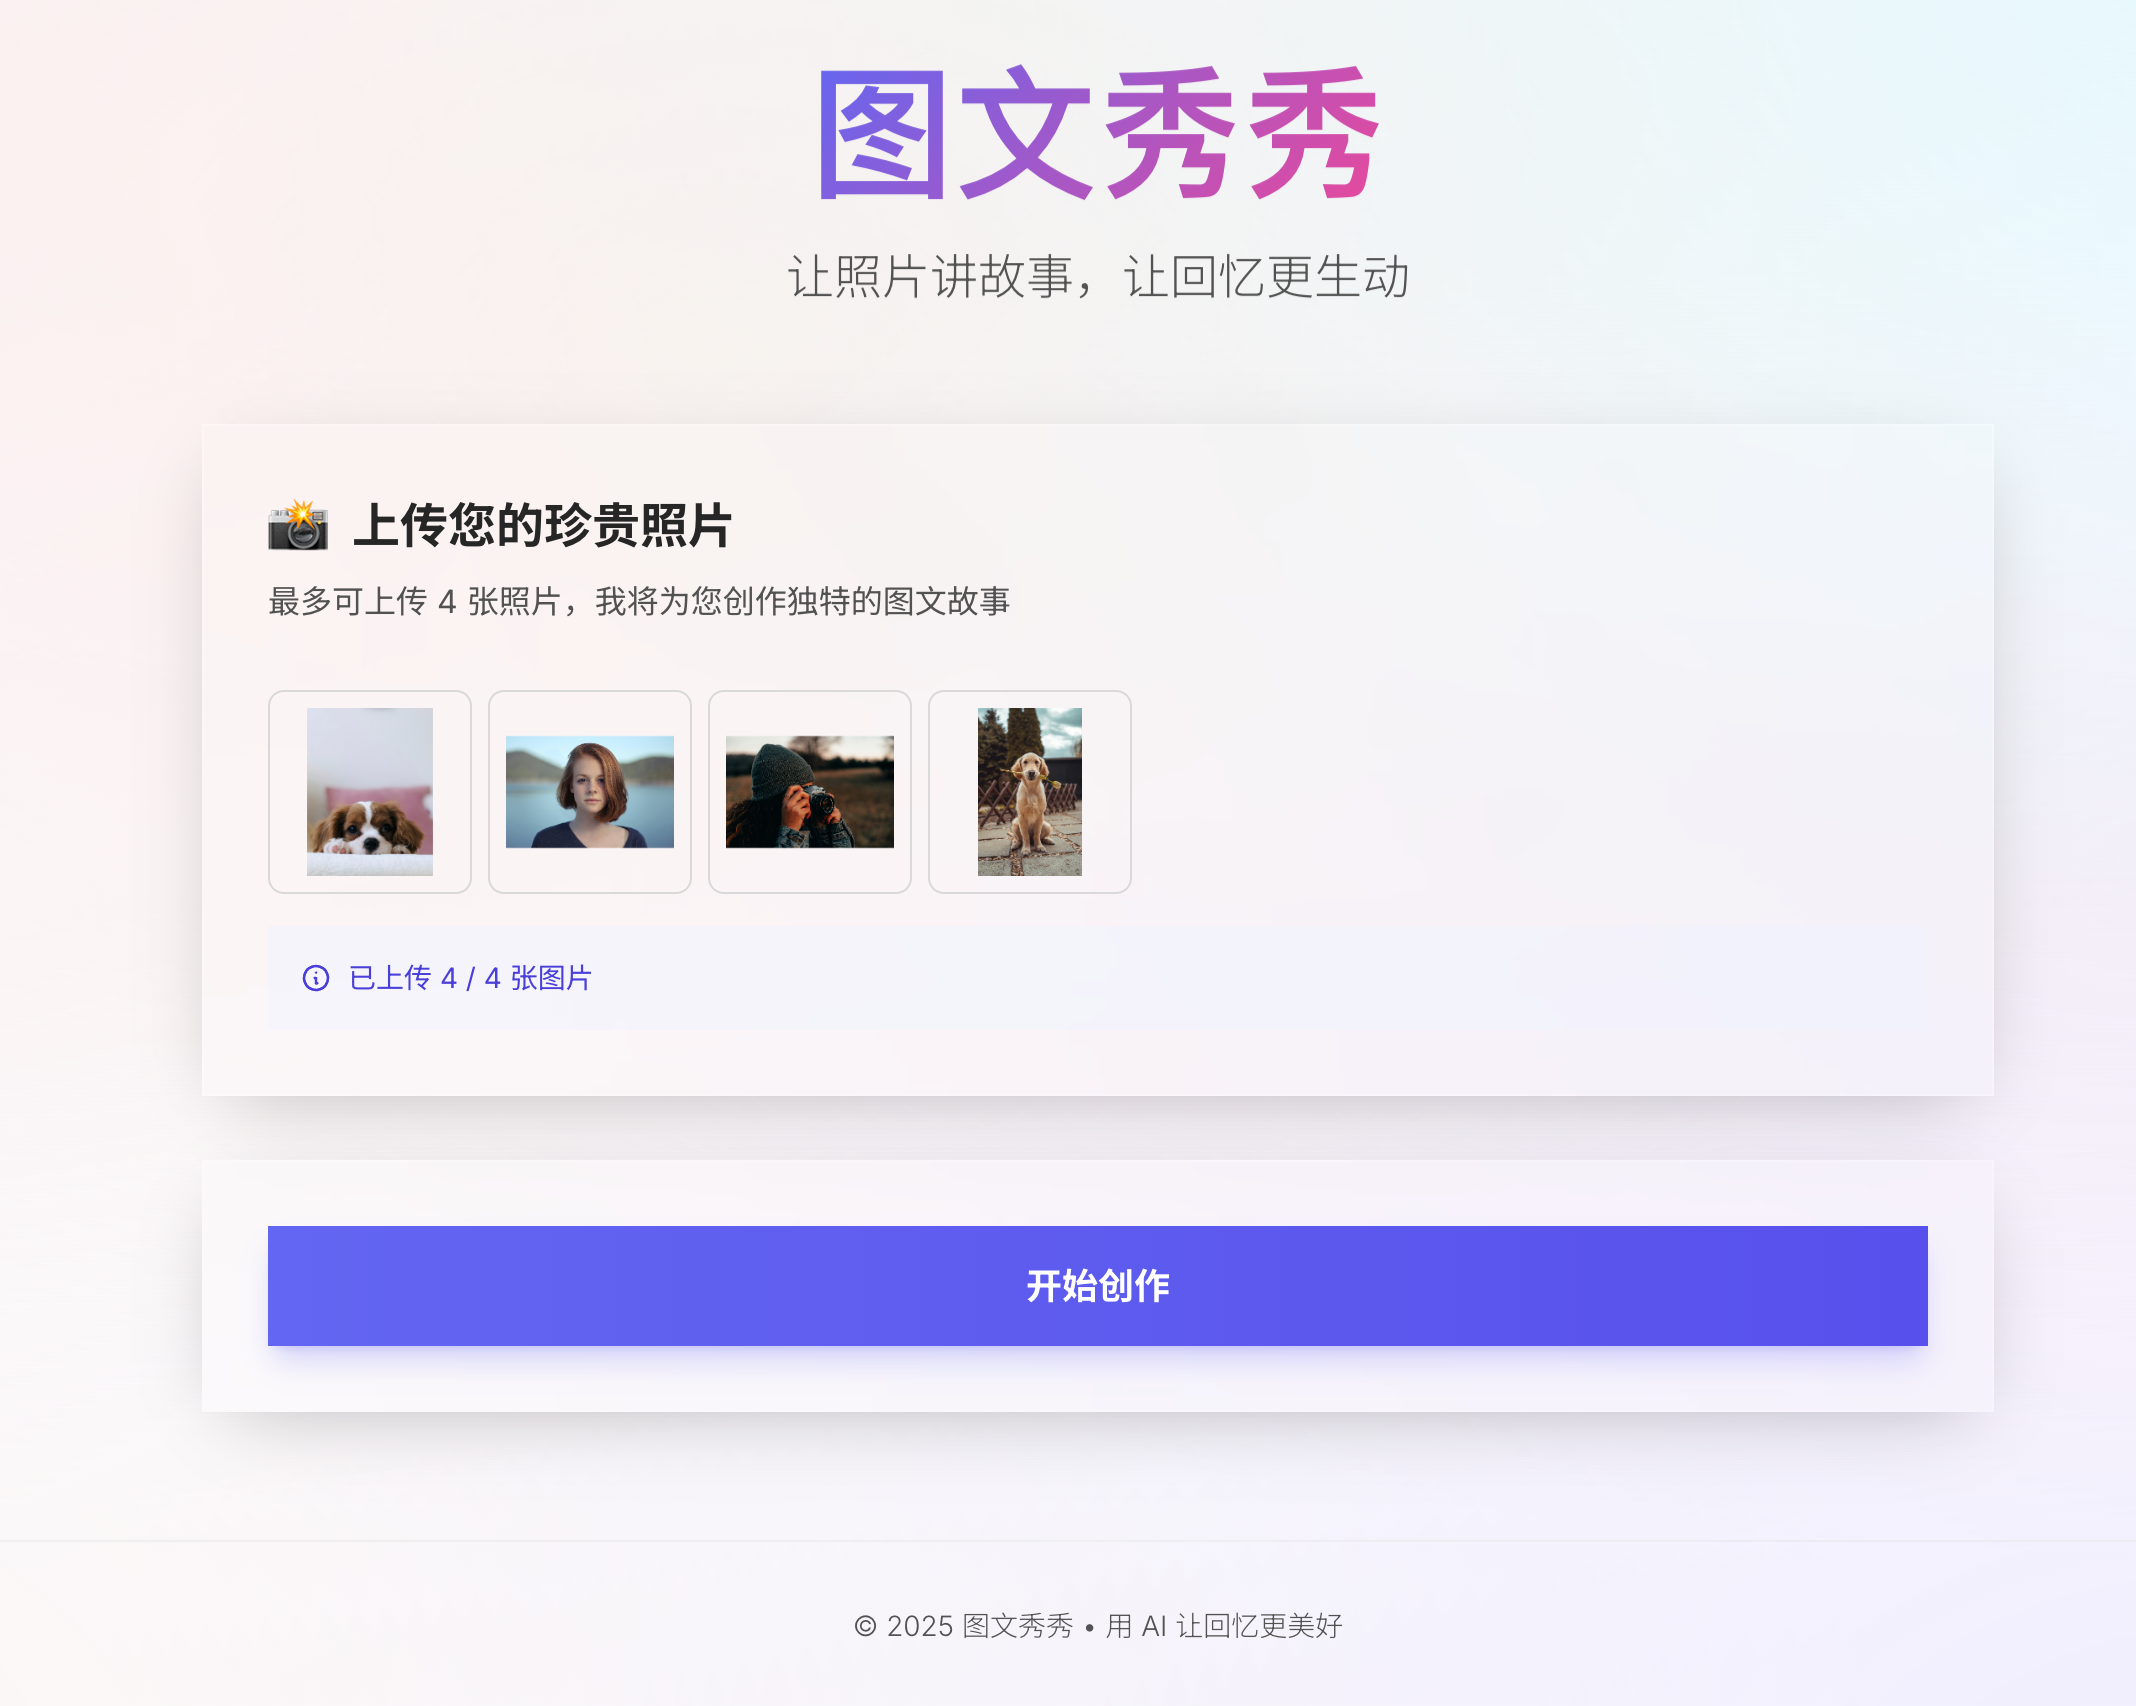 图文秀秀
让照片讲故事，让回忆更生动
上传您的珍贵照片
最多可上传 4 张照片，我将为您创作独特的图文故事
已上传 4 / 4 张图片
开始创作
© 2025 图文秀秀 • 用 AI 让回忆更美好